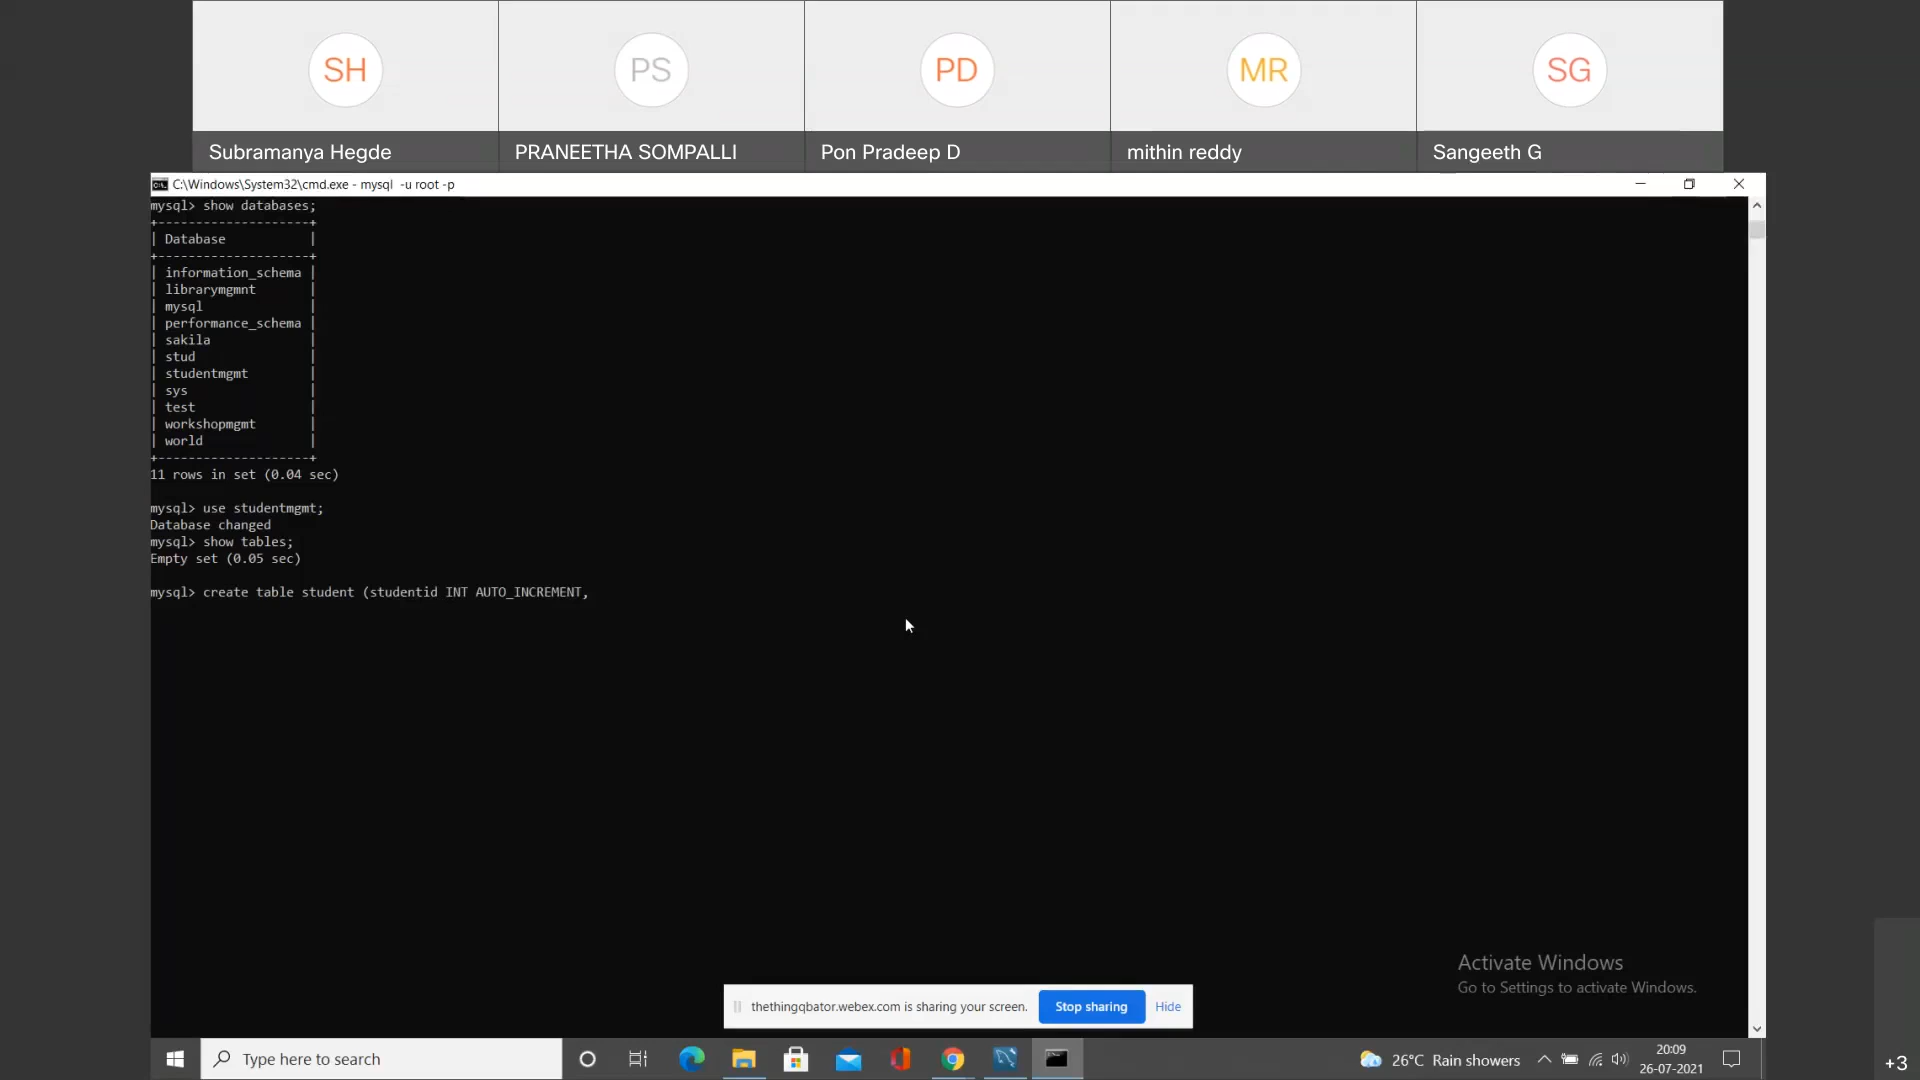 SH PS PD MR SG
Subramanya Hegde PRANEETHA SOMPALLI Pon Pradeep D mithin reddy Sangeeth G
C:\Windows\System32\cmd.exe - mysql  -u root -p
mysql> show databases;
+--------------------+
| Database           |
+--------------------+
| information_schema |
| librarymgmnt       |
| mysql              |
| performance_schema |
| sakila             |
| stud               |
| studentmgmt        |
| sys                |
| test               |
| workshopmgmt       |
| world              |
+--------------------+
11 rows in set (0.04 sec)
mysql> use studentmgmt;
Database changed
mysql> show tables;
Empty set (0.05 sec)
mysql> create table student (studentid INT AUTO_INCREMENT,
Activate Windows
Go to Settings to activate Windows.
thethingqbator.webex.com is sharing your screen. Stop sharing Hide
Type here to search
26°C Rain showers
20:09
26-07-2021
+3